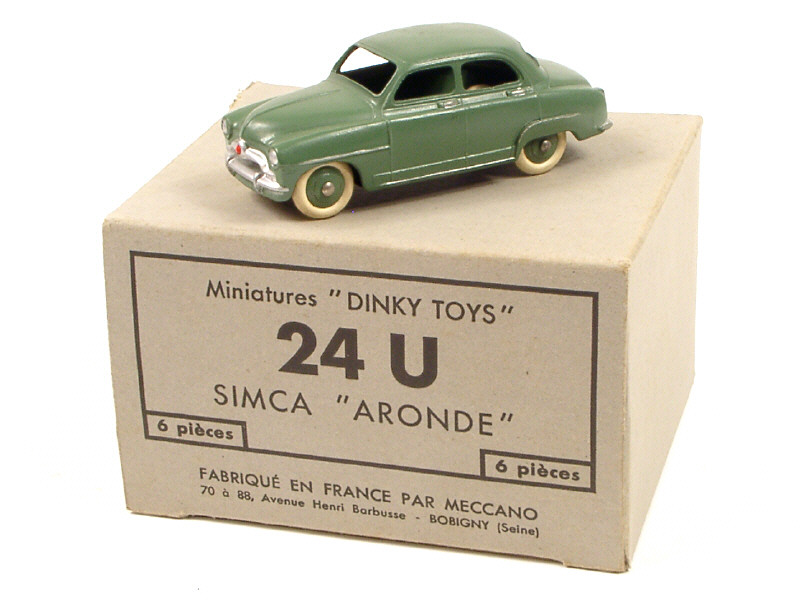 Miniatures "DINKY TOYS"
24 U
SIMCA "ARONDE"
6 pièces
6 pièces
FABRIQUÉ EN FRANCE PAR MECCANO
70 à 88, Avenue Henri Barbusse - BOBIGNY (Seine)